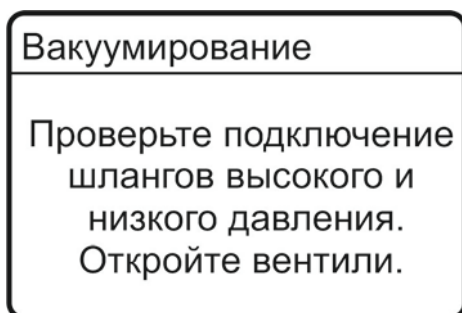 Вакуумирование
Проверьте подключение
шлангов высокого и
низкого давления.
Откройте вентили.